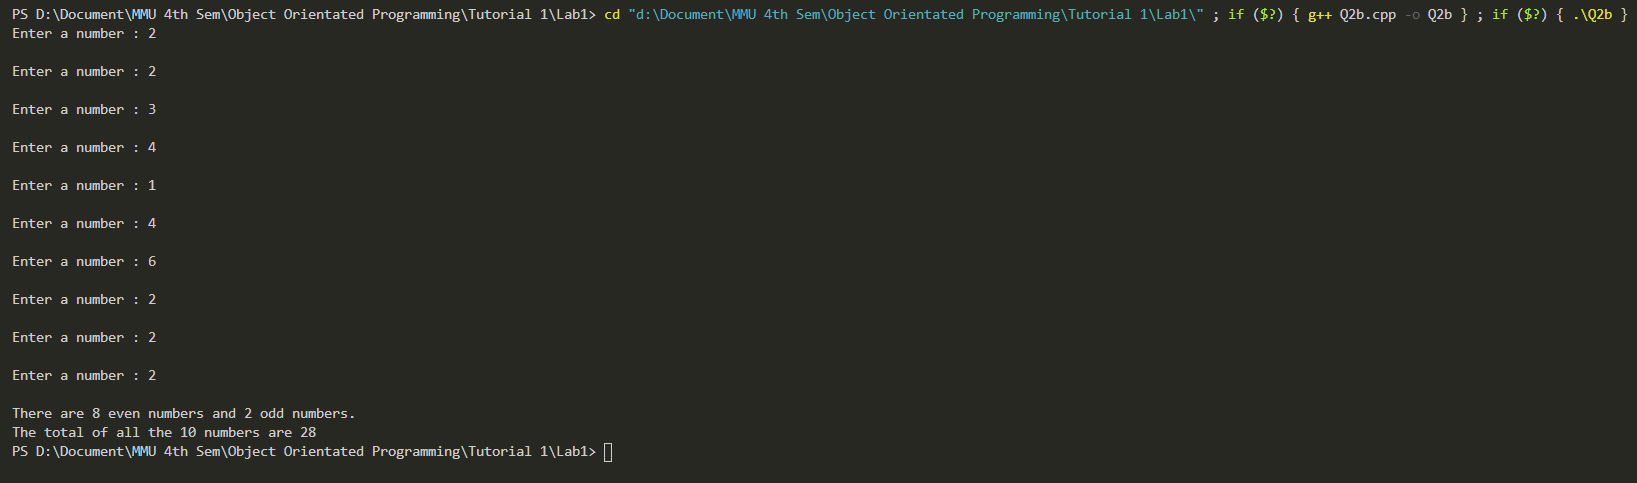 PS D:\Document\MMU 4th Sem\Object Orientated Programming\Tutorial 1\Lab1> cd "d:\Document\MMU 4th Sem\Object Orientated Programming\Tutorial 1\Lab1\" ; if ($?) { g++ Q2b.cpp -o Q2b } ; if ($?) { .\Q2b }
Enter a number : 2
Enter a number : 2
Enter a number : 3
Enter a number : 4
Enter a number : 1
Enter a number : 4
Enter a number : 6
Enter a number : 2
Enter a number : 2
Enter a number : 2
There are 8 even numbers and 2 odd numbers.
The total of all the 10 numbers are 28
PS D:\Document\MMU 4th Sem\Object Orientated Programming\Tutorial 1\Lab1>